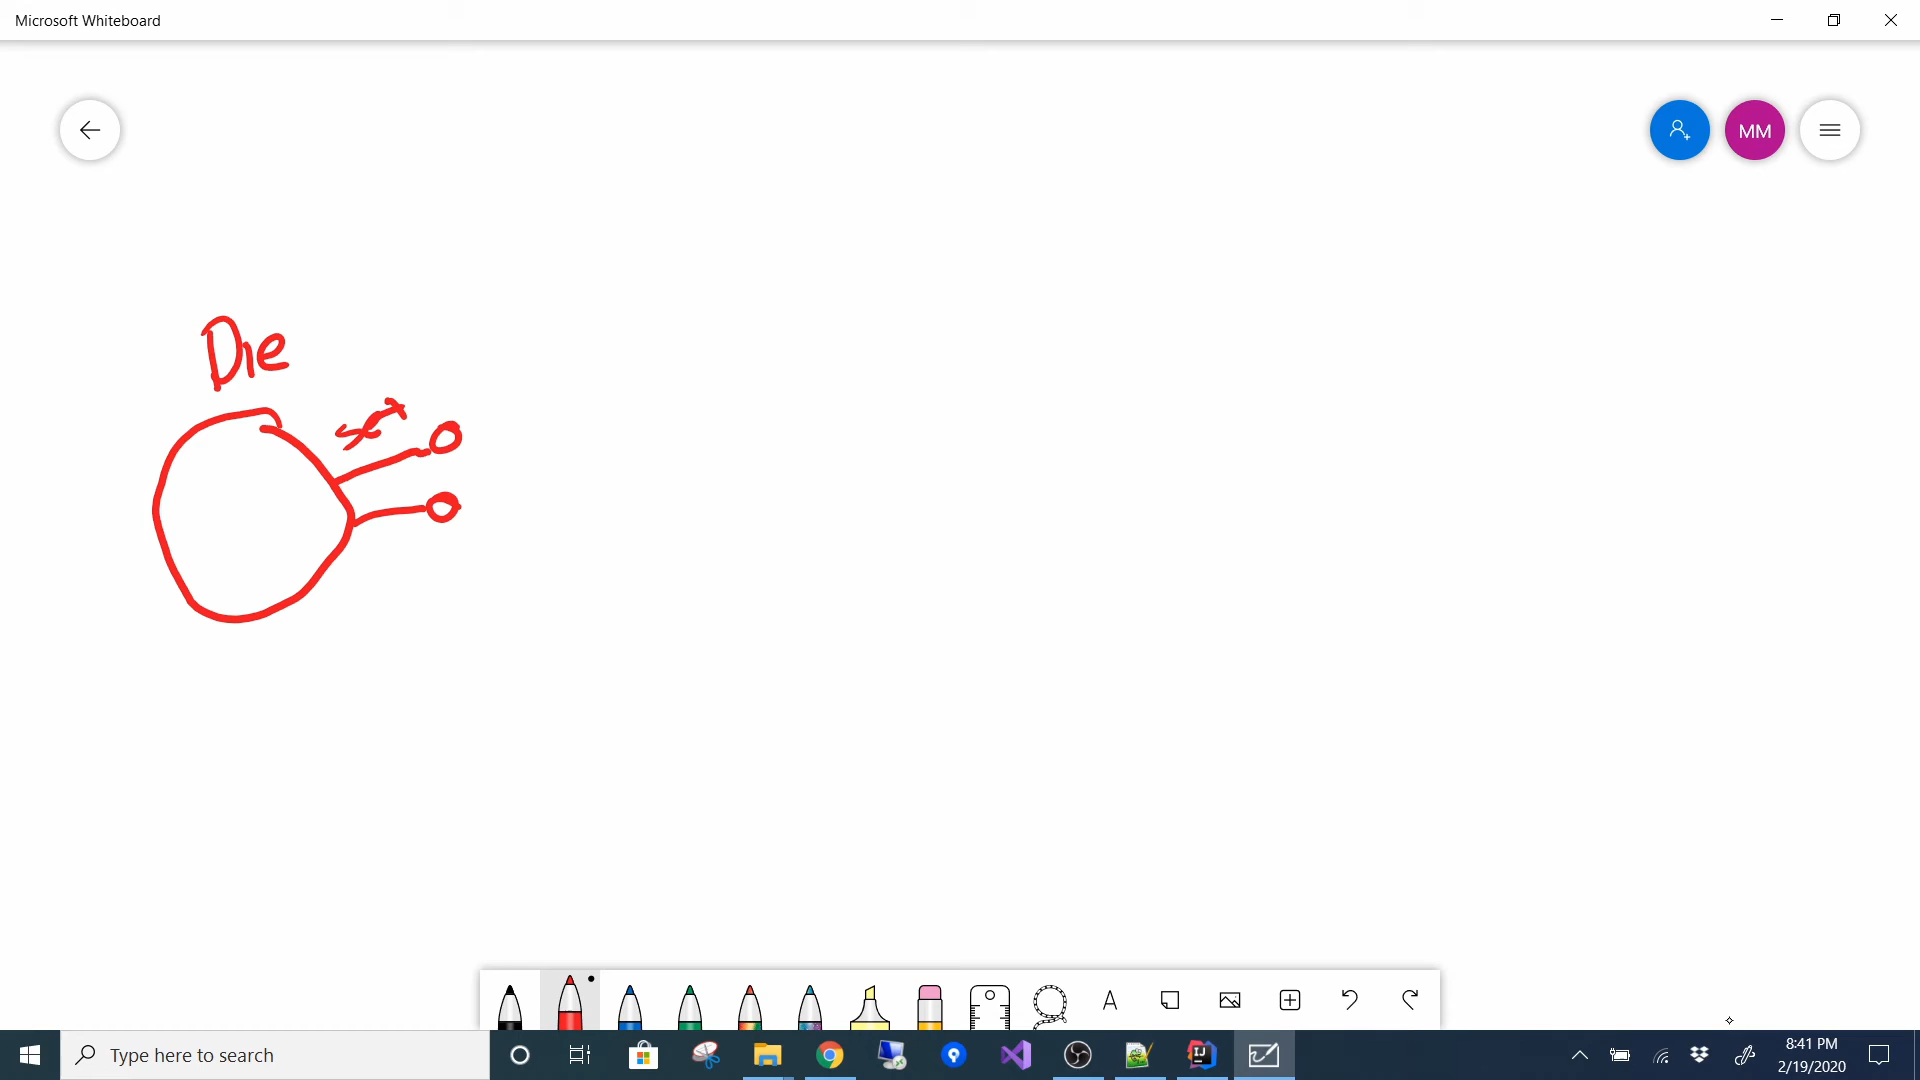 Microsoft Whiteboard
MM
Die
A
Type here to search
8:41 PM
2/19/2020